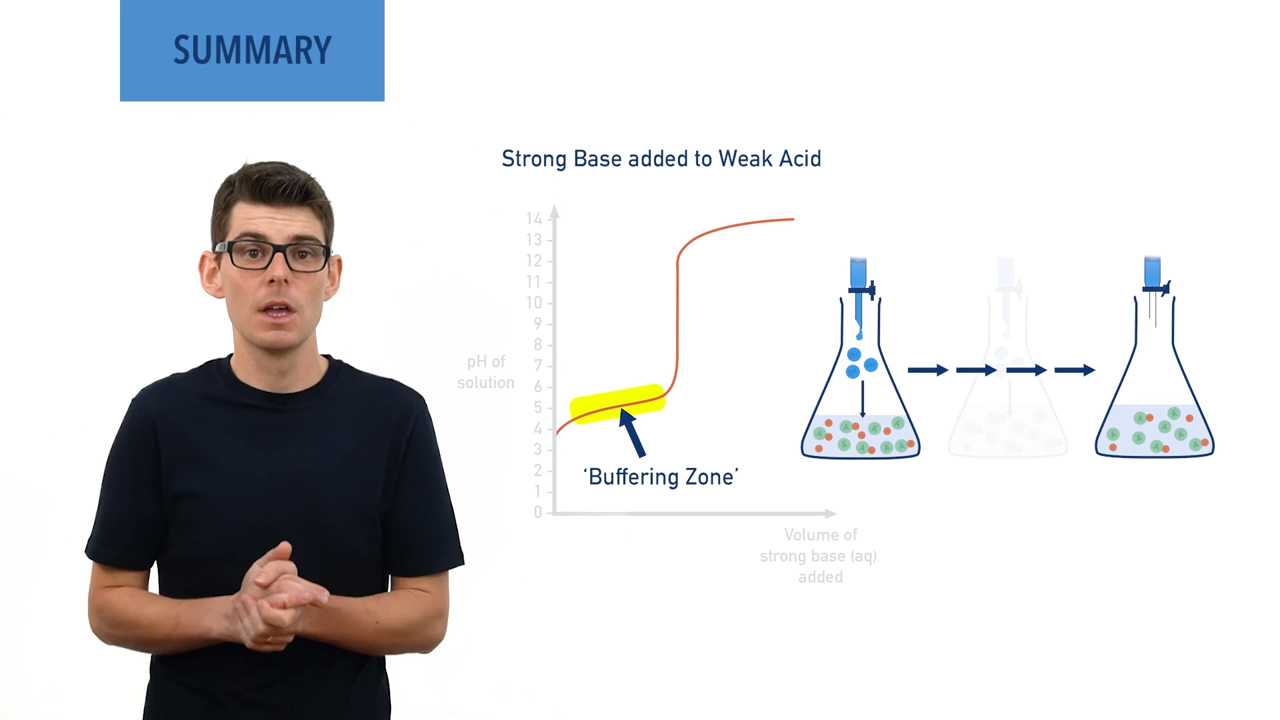 SUMMARY
Strong Base added to Weak Acid
14
13
12
11
10
9
8
7
6
5
4
3
2
1
0
pH of
solution
'Buffering Zone'
Volume of
strong base (aq)
added